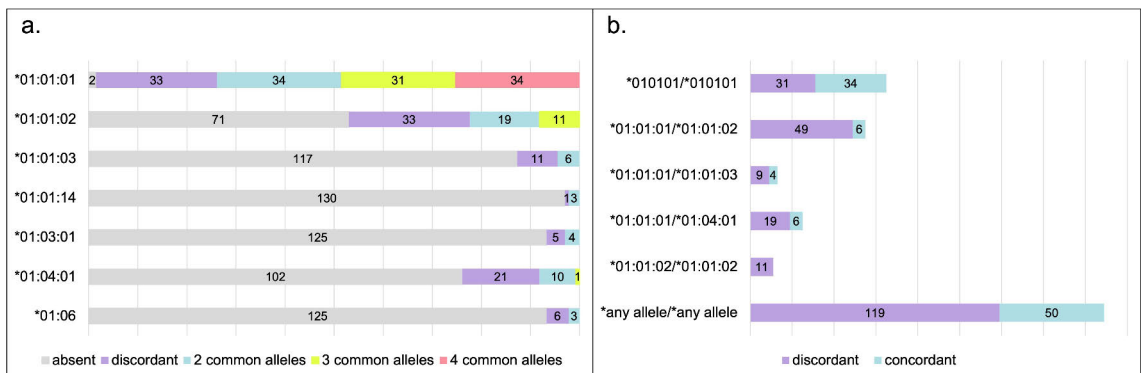 a.
*01:01:01 2 33 34 31 34
*01:01:02 71 33 19 11
*01:01:03 117 11 6
*01:01:14 130 1 3
*01:03:01 125 5 4
*01:04:01 102 21 10 1
*01:06 125 6 3
absent discordant 2 common alleles 3 common alleles 4 common alleles
b.
*010101/*010101 31 34
*01:01:01/*01:01:02 49 6
*01:01:01/*01:01:03 9 4
*01:01:01/*01:04:01 19 6
*01:01:02/*01:01:02 11
*any allele/*any allele 119 50
discordant concordant